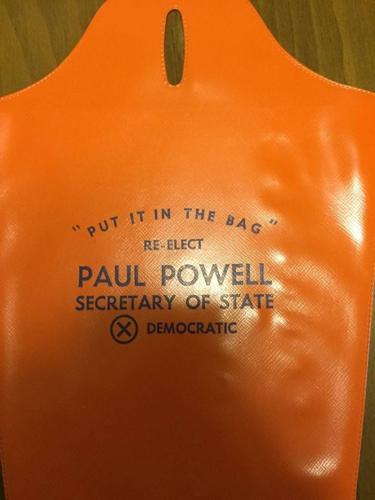 "PUT IT IN THE BAG"
RE-ELECT
PAUL POWELL
SECRETARY OF STATE
ⓧ DEMOCRATIC